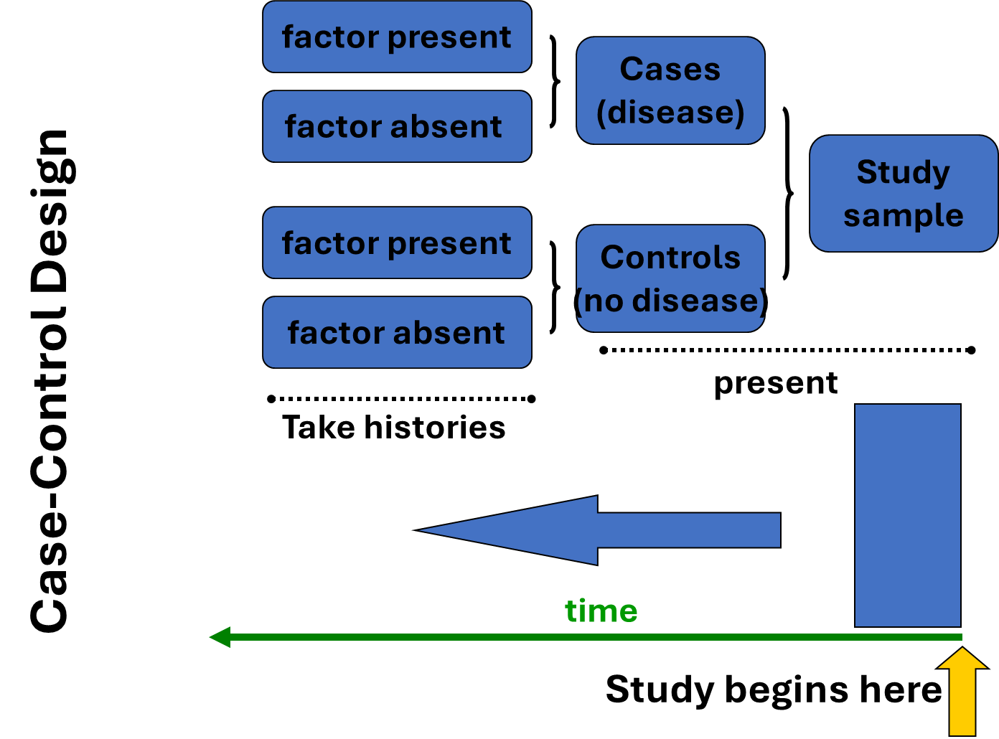 Case-Control Design
factor present
factor absent
factor present
factor absent
Cases
(disease)
Controls
(no disease)
Study
sample
present
Take histories
time
Study begins here